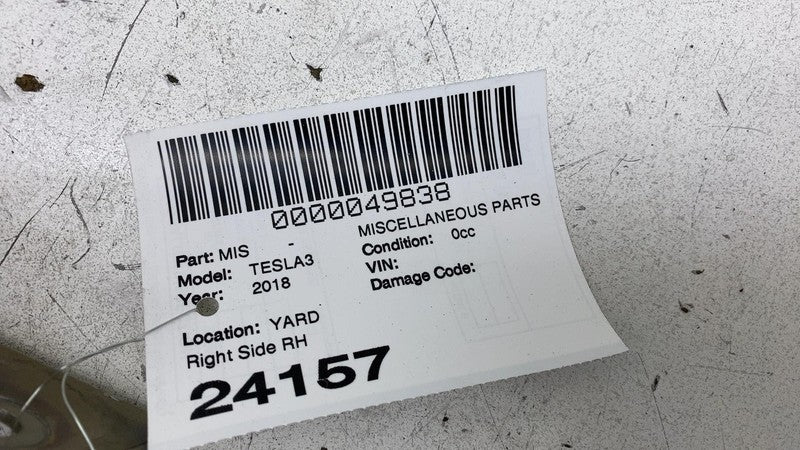 0000049838
Part: MIS - MISCELLANEOUS PARTS
Model: TESLA3 Condition: 0cc
Year: 2018 VIN:
Damage Code:
Location: YARD
Right Side RH
24157